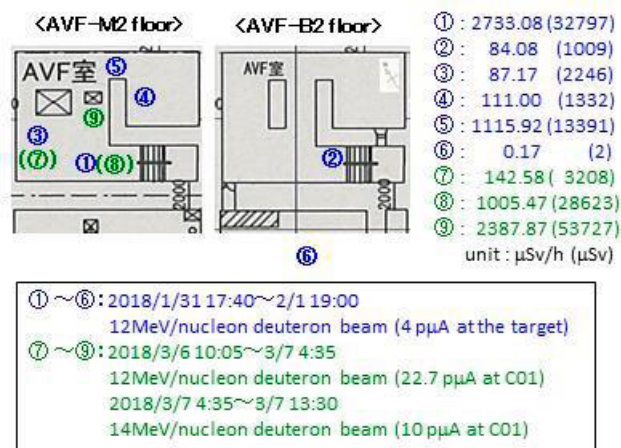 <AVF-M2 floor>
<AVF-B2 floor>
AVF室 ⑤
④
⑨
③
(⑦)
①(⑧)
AVF室
②
⑥
① : 2733.08 (32797)
② : 84.08 (1009)
③ : 87.17 (2246)
④ : 111.00 (1332)
⑤ : 1115.92 (13391)
⑥ : 0.17 (2)
⑦ : 142.58 ( 3208)
⑧ : 1005.47 (28623)
⑨ : 2387.87 (53727)
unit : μSv/h (μSv)
① ～⑥: 2018/1/31 17:40～2/1 19:00
12MeV/nucleon deuteron beam (4 pμA at the target)
⑦ ～⑨: 2018/3/6 10:05～3/7 4:35
12MeV/nucleon deuteron beam (22.7 pμA at C01)
2018/3/7 4:35～3/7 13:30
14MeV/nucleon deuteron beam (10 pμA at C01)